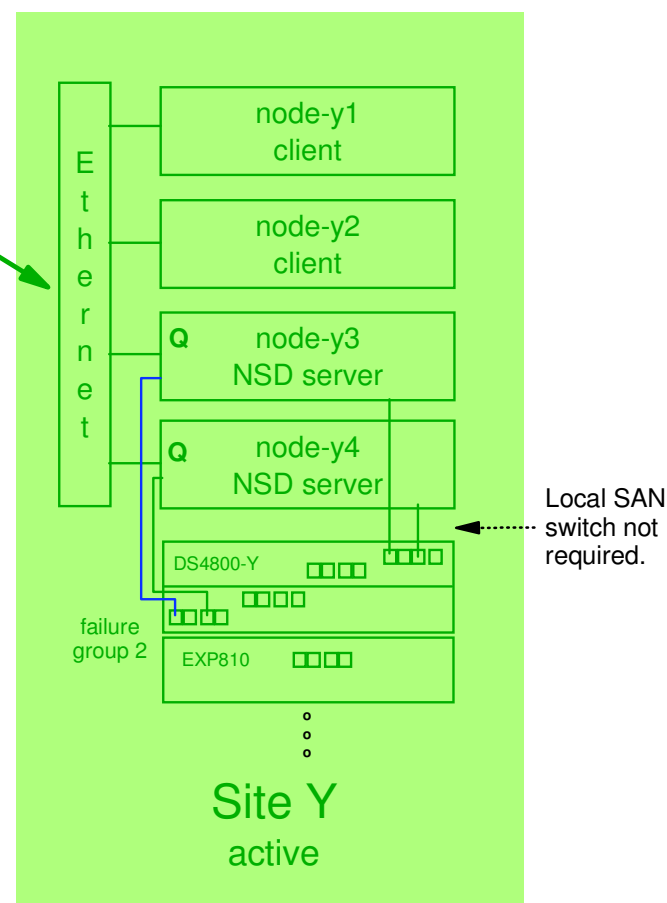 Ethernet
node-y1
client
node-y2
client
Q node-y3
NSD server
Q node-y4
NSD server
Local SAN
switch not
required.
DS4800-Y
failure
group 2
EXP810
o
o
o
Site Y
active